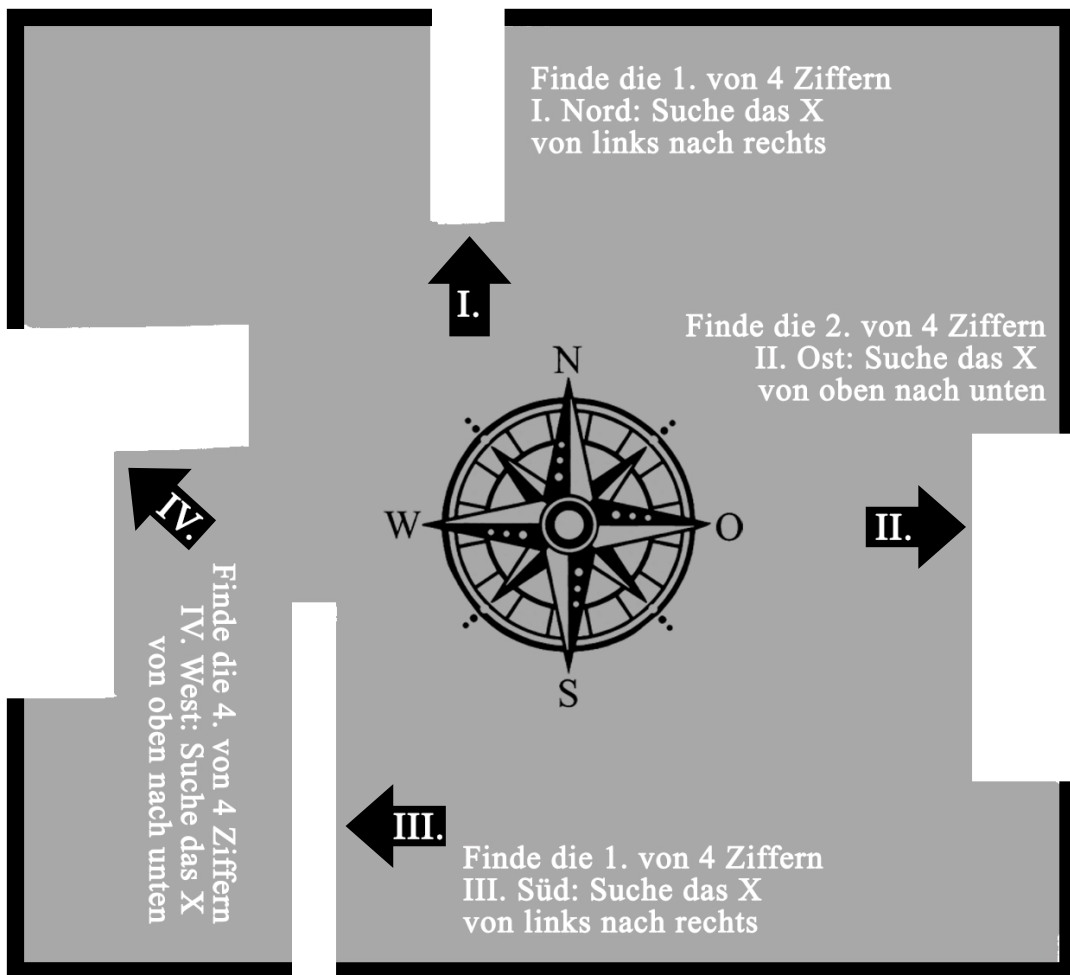 Finde die 1. von 4 Ziffern
I. Nord: Suche das X
von links nach rechts
I.
Finde die 2. von 4 Ziffern
II. Ost: Suche das X
von oben nach unten
N
W
O
S
II.
IV.
Finde die 4. von 4 Ziffern
IV. West: Suche das X
von oben nach unten
III.
Finde die 1. von 4 Ziffern
III. Süd: Suche das X
von links nach rechts